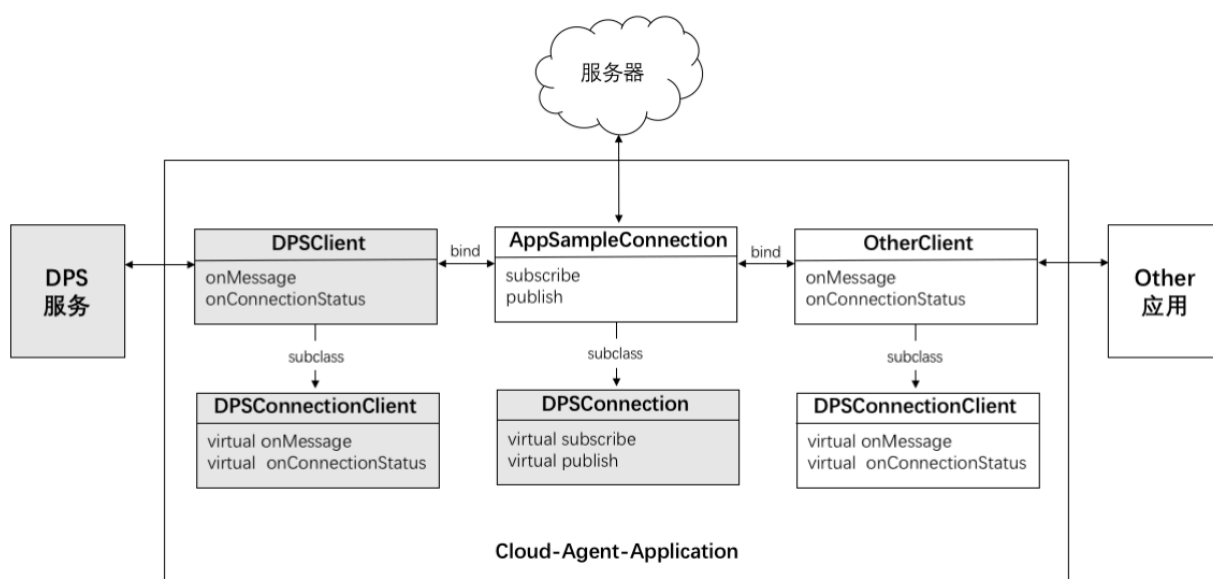 服务器
DPS
服务
DPSClient
onMessage
onConnectionStatus
bind
AppSampleConnection
subscribe
publish
bind
OtherClient
onMessage
onConnectionStatus
Other
应用
subclass
subclass
subclass
DPSConnectionClient
virtual onMessage
virtual onConnectionStatus
DPSConnection
virtual subscribe
virtual publish
DPSConnectionClient
virtual onMessage
virtual onConnectionStatus
Cloud-Agent-Application